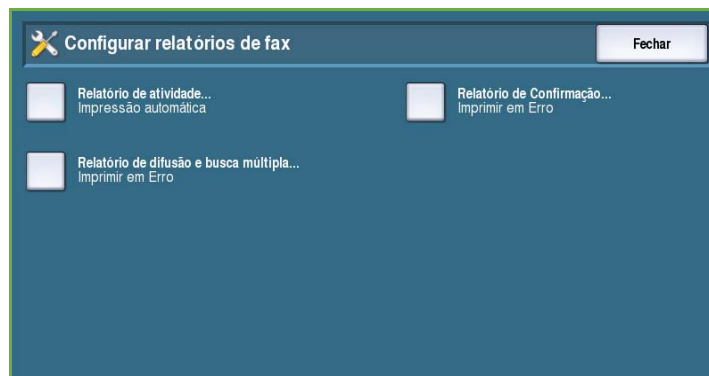 Configurar relatórios de fax
Fechar
Relatório de atividade...
Impressão automática
Relatório de Confirmação...
Imprimir em Erro
Relatório de difusão e busca múltipla...
Imprimir em Erro